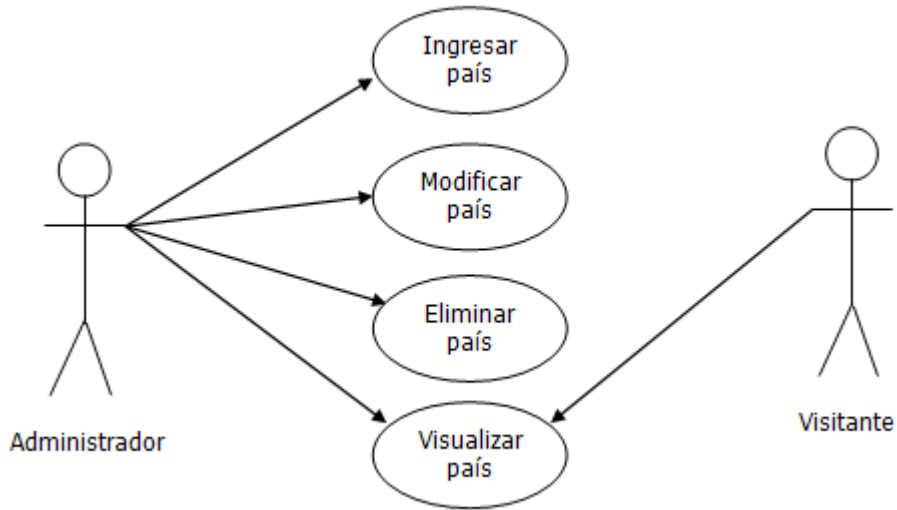 Ingresar
país
Modificar
país
Eliminar
país
Visualizar
país
Administrador
Visitante